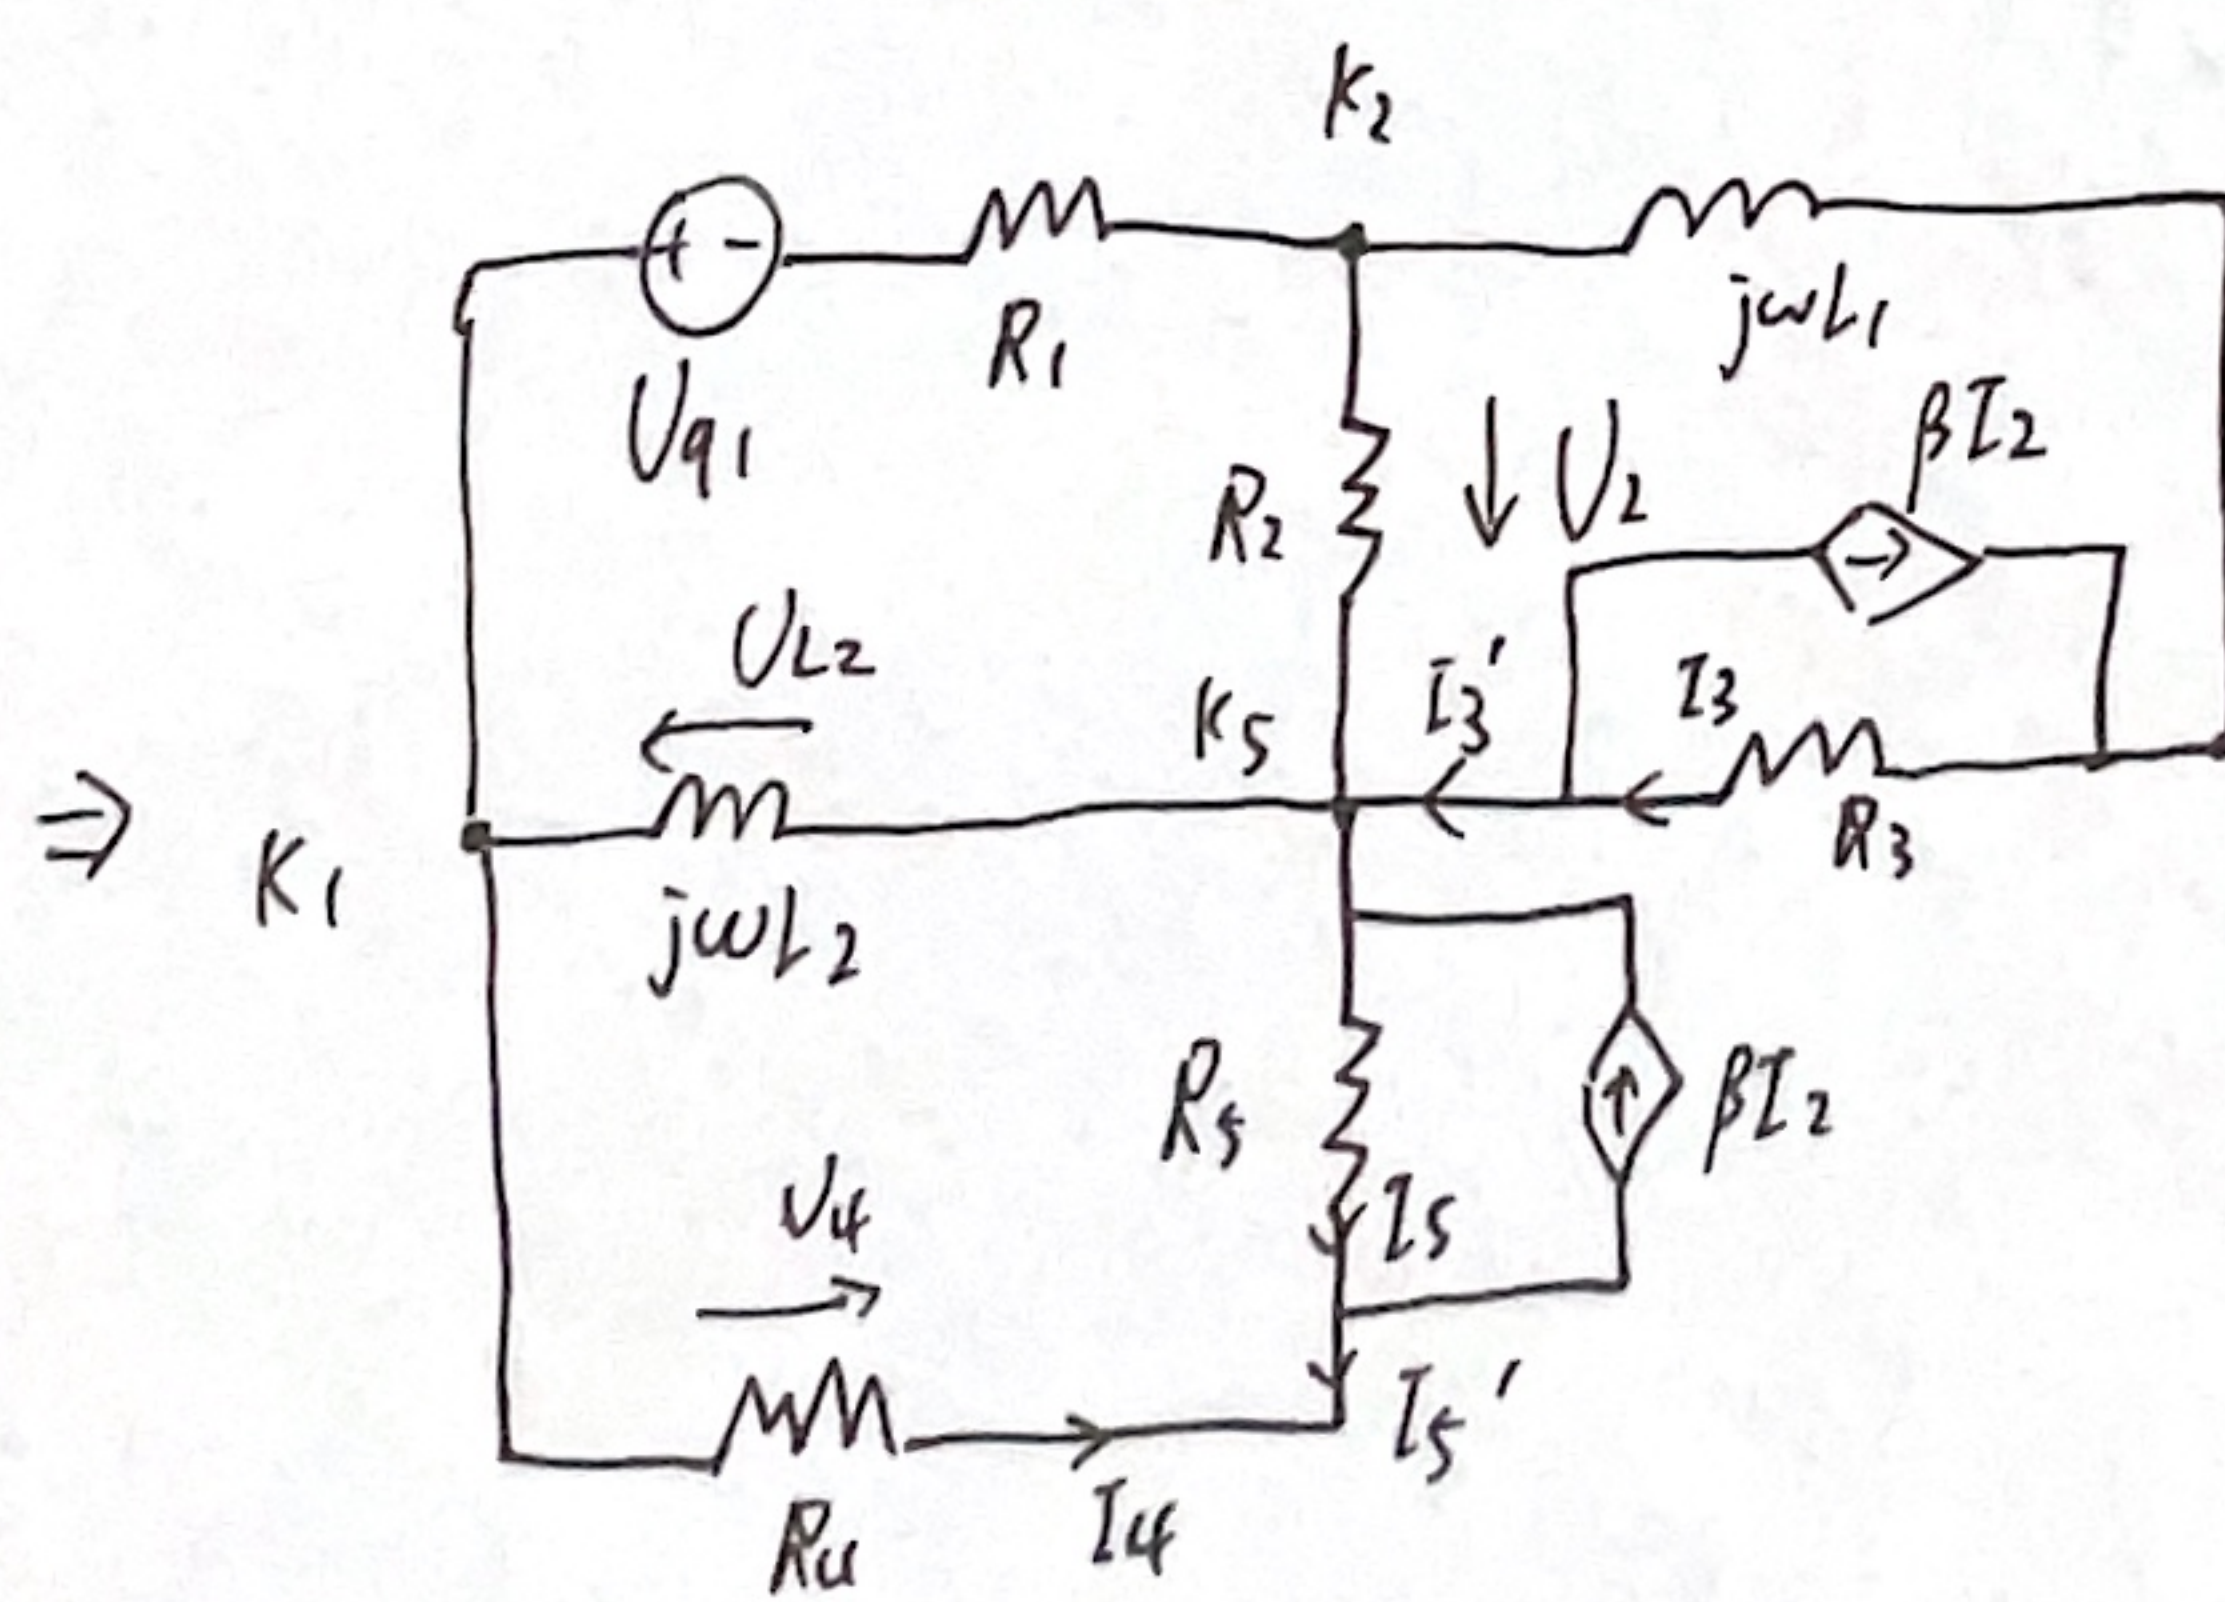 K2
+ -
R1
jωL1
Uq1
βI2
R2
U2
UL2
K5
I3'
I3
⇒
K1
R3
jωL2
R5
βI2
U4
I5
I5'
R4
I4